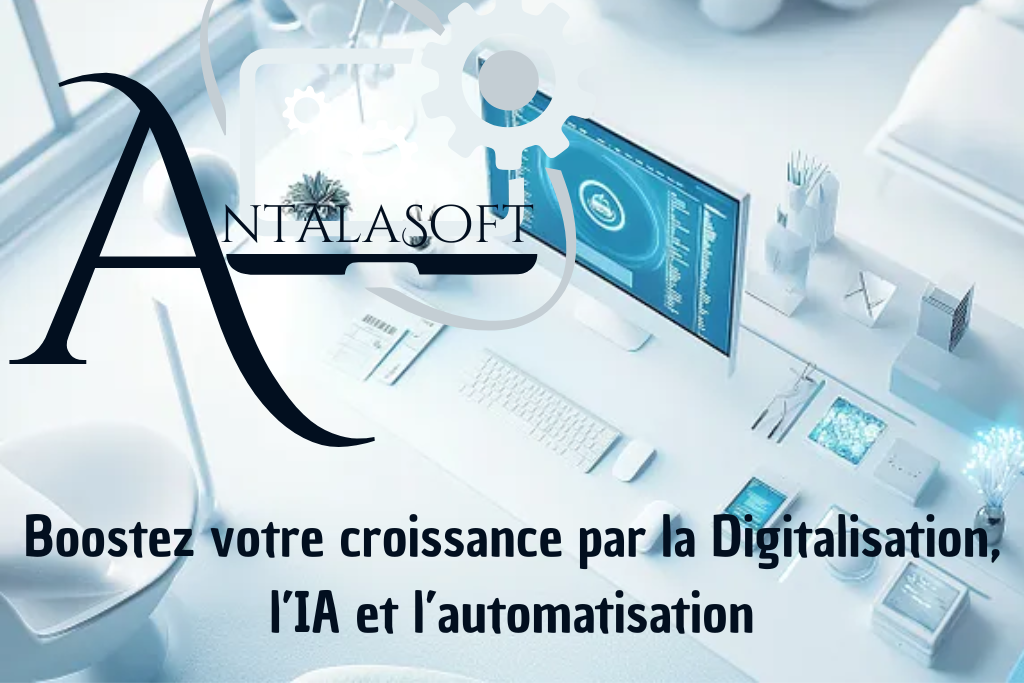 ANTALASOFT
Boostez votre croissance par la Digitalisation,
l'IA et l'automatisation